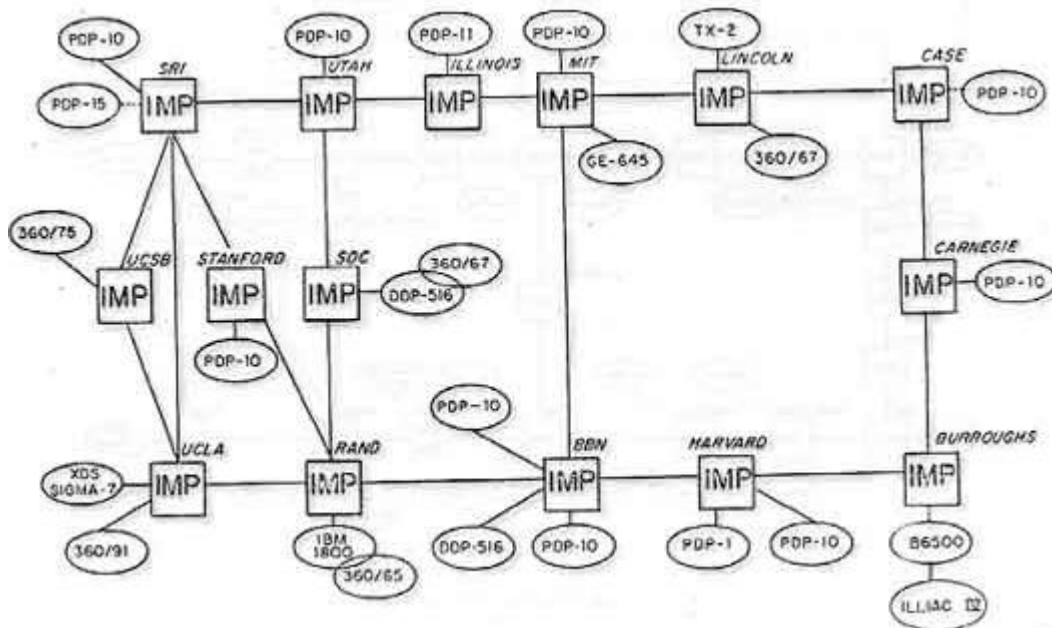 PDP-10
PDP-10
PDP-11
PDP-10
TX-2
SRI
UTAH
ILLINOIS
MIT
LINCOLN
CASE
PDP-15
IMP
IMP
IMP
IMP
IMP
IMP
PDP-10
GE-645
360/67
360/75
UCSB
STANFORD
SDC
360/67
CARNEGIE
IMP
IMP
IMP
DDP-516
IMP
PDP-10
PDP-10
PDP-10
UCLA
RAND
BBN
HARVARD
BURROUGHS
XDS
SIGMA-7
IMP
IMP
IMP
IMP
IMP
360/91
IBM
1800
360/65
DDP-516
PDP-10
PDP-1
PDP-10
B6500
ILLIAC IV